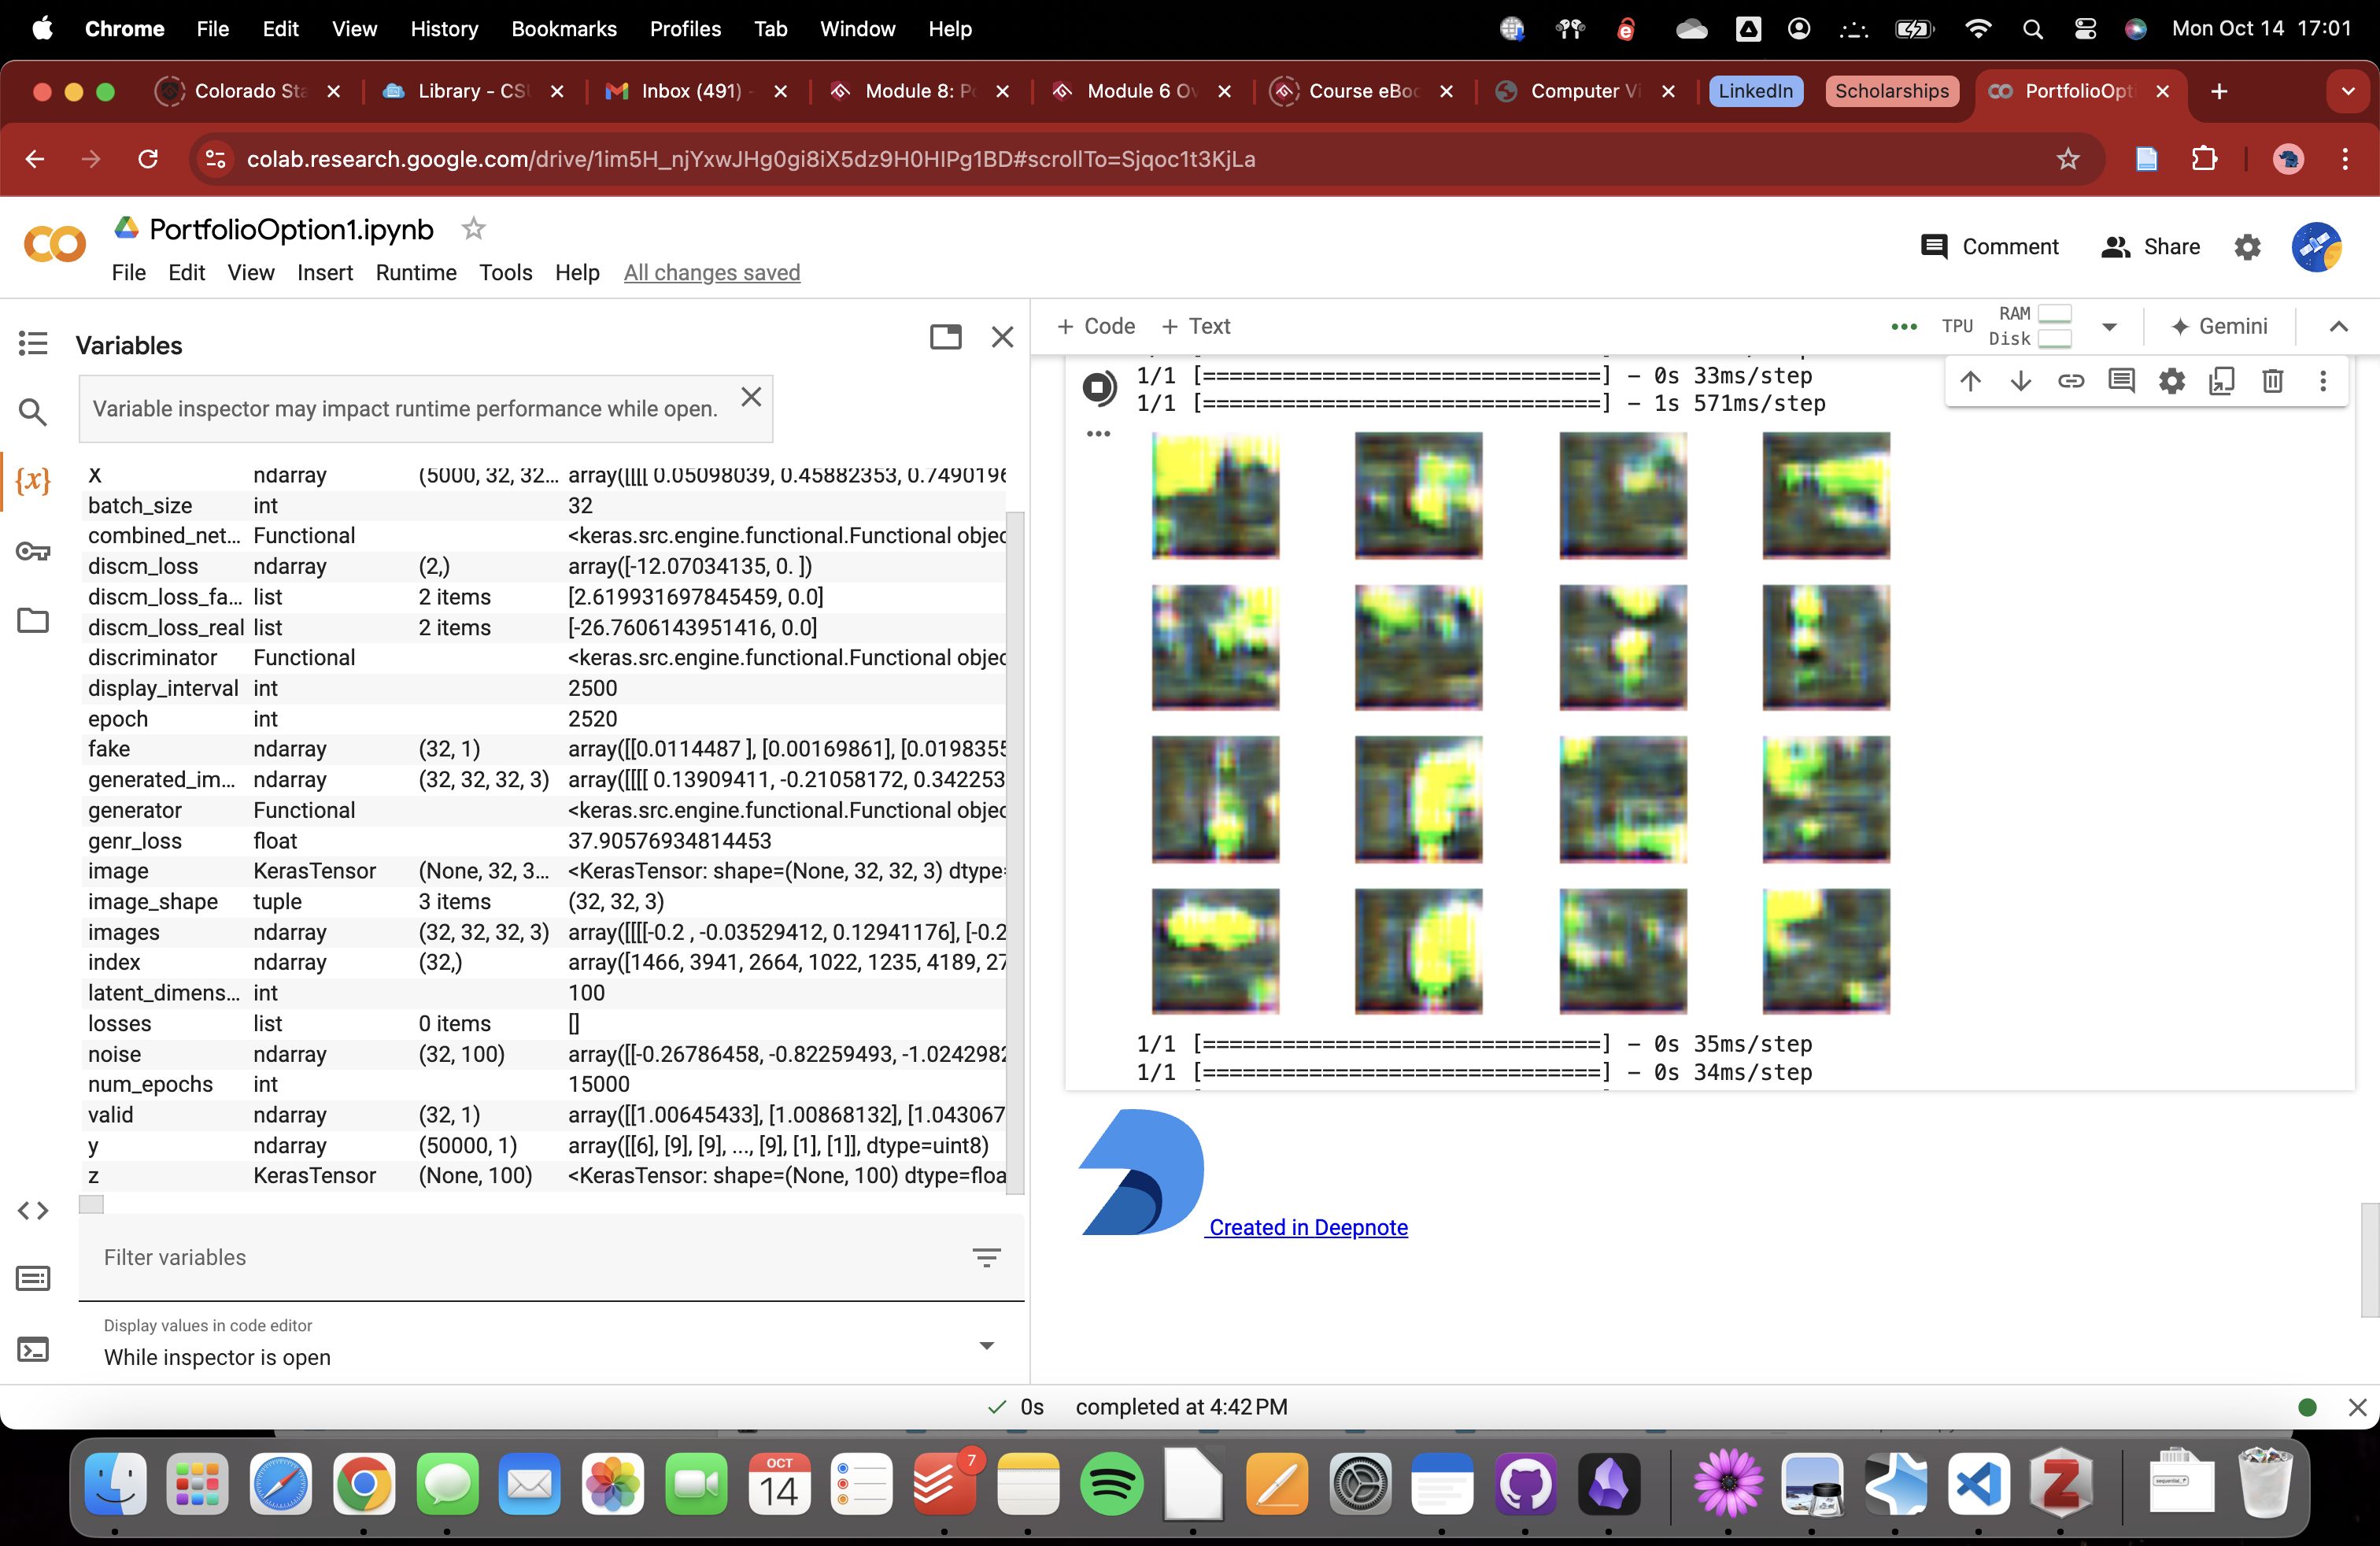 Chrome File Edit View History Bookmarks Profiles Tab Window Help Mon Oct 14 17:01
Colorado Sta Library - CSU Inbox (491) - Module 8: Po Module 6 Ov Course eBoo Computer Vi LinkedIn Scholarships PortfolioOpti
colab.research.google.com/drive/1im5H_njYxwJHg0gi8iX5dz9H0HIPg1BD#scrollTo=Sjqoc1t3KjLa
PortfolioOption1.ipynb
Comment Share
File Edit View Insert Runtime Tools Help All changes saved
Variables
+ Code + Text
TPU RAM Disk Gemini
Variable inspector may impact runtime performance while open.
X ndarray (5000, 32, 32... array([[[[ 0.05098039, 0.45882353, 0.7490196
batch_size int 32
combined_net... Functional <keras.src.engine.functional.Functional objec
discm_loss ndarray (2,) array([-12.07034135, 0. ])
discm_loss_fa... list 2 items [2.619931697845459, 0.0]
discm_loss_real list 2 items [-26.7606143951416, 0.0]
discriminator Functional <keras.src.engine.functional.Functional objec
display_interval int 2500
epoch int 2520
fake ndarray (32, 1) array([[0.0114487 ], [0.00169861], [0.0198355
generated_im... ndarray (32, 32, 32, 3) array([[[[ 0.13909411, -0.21058172, 0.342253
generator Functional <keras.src.engine.functional.Functional objec
genr_loss float 37.90576934814453
image KerasTensor (None, 32, 3... <KerasTensor: shape=(None, 32, 32, 3) dtype=
image_shape tuple 3 items (32, 32, 3)
images ndarray (32, 32, 32, 3) array([[[[-0.2 , -0.03529412, 0.12941176], [-0.2
index ndarray (32,) array([1466, 3941, 2664, 1022, 1235, 4189, 27
latent_dimens... int 100
losses list 0 items []
noise ndarray (32, 100) array([[-0.26786458, -0.82259493, -1.0242982
num_epochs int 15000
valid ndarray (32, 1) array([[1.00645433], [1.00868132], [1.043067
y ndarray (50000, 1) array([[6], [9], [9], ..., [9], [1], [1]], dtype=uint8)
z KerasTensor (None, 100) <KerasTensor: shape=(None, 100) dtype=floa
Filter variables
Display values in code editor
While inspector is open
1/1 [==============================] - 0s 33ms/step
1/1 [==============================] - 1s 571ms/step
1/1 [==============================] - 0s 35ms/step
1/1 [==============================] - 0s 34ms/step
Created in Deepnote
0s completed at 4:42 PM
OCT
14
7